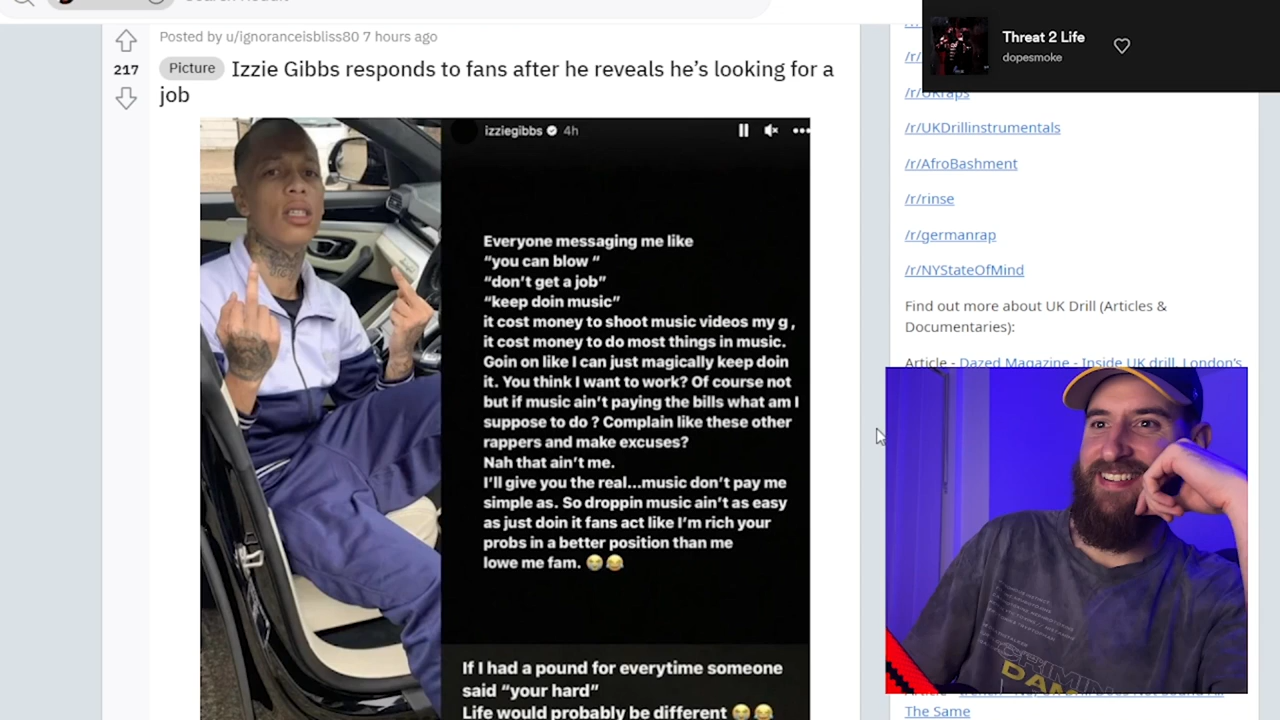 Posted by u/ignoranceisbliss80 7 hours ago
217
Picture Izzie Gibbs responds to fans after he reveals he’s looking for a
job
izziegibbs 4h
Everyone messaging me like
“you can blow “
“don’t get a job”
“keep doin music”
it cost money to shoot music videos my g ,
it cost money to do most things in music.
Goin on like I can just magically keep doin
it. You think I want to work? Of course not
but if music ain’t paying the bills what am I
suppose to do ? Complain like these other
rappers and make excuses?
Nah that ain’t me.
I’ll give you the real...music don’t pay me
simple as. So droppin music ain’t as easy
as just doin it fans act like I’m rich your
probs in a better position than me
lowe me fam. 😭😂
If I had a pound for everytime someone
said “your hard”
Life would probably be different 😭😂
Threat 2 Life
dopesmoke
/r/UKraps
/r/UKDrillinstrumentals
/r/AfroBashment
/r/rinse
/r/germanrap
/r/NYStateOfMind
Find out more about UK Drill (Articles &
Documentaries):
Article - Dazed Magazine - Inside UK drill, London’s
The Same